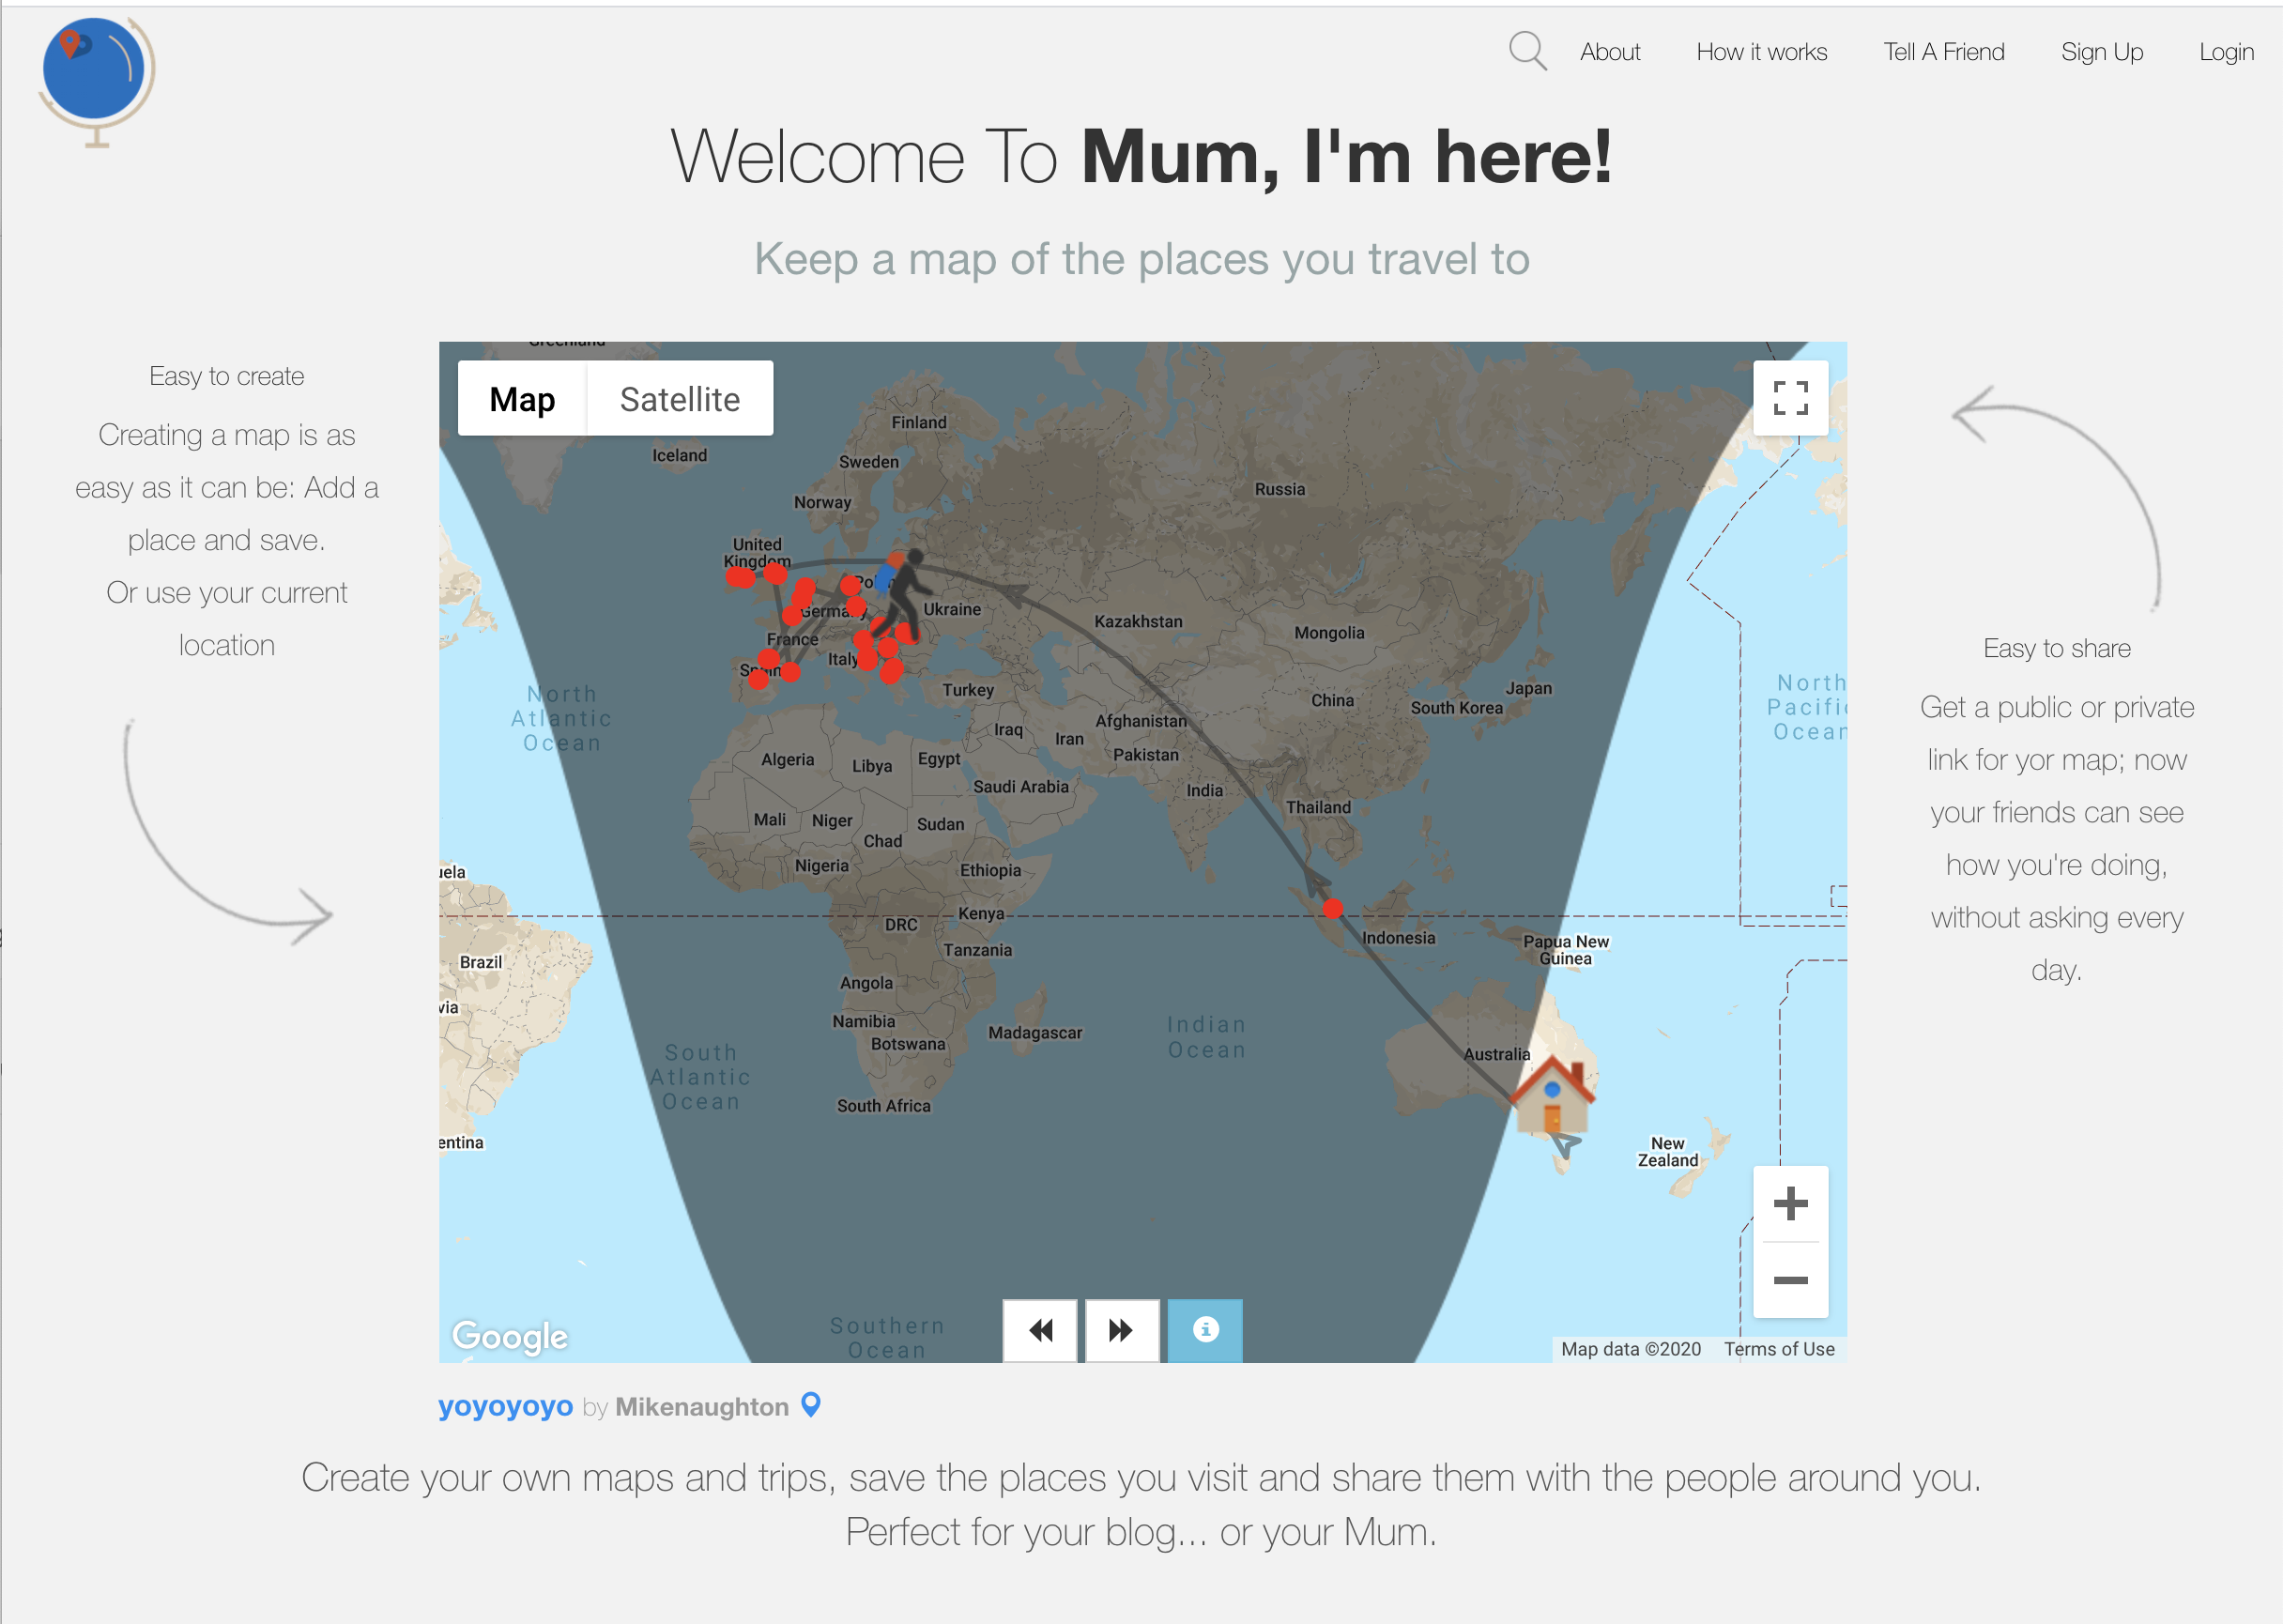 About How it works Tell A Friend Sign Up Login
Welcome To Mum, I'm here!
Keep a map of the places you travel to
Easy to create
Creating a map is as
easy as it can be: Add a
place and save.
Or use your current
location
Map Satellite
Greenland
Iceland
Finland
Sweden
Norway
Russia
United
Kingdom
Germany
Ukraine
France
Italy
Kazakhstan
Mongolia
Turkey
China
South Korea
Japan
North
Atlantic
Ocean
Iraq
Iran
Afghanistan
Pakistan
Algeria
Libya
Egypt
Saudi Arabia
India
Thailand
Mali
Niger
Chad
Sudan
Nigeria
Ethiopia
North
Pacific
Ocean
uela
DRC
Kenya
Tanzania
Indonesia
Papua New
Guinea
Brazil
Angola
via
Namibia
Botswana
Madagascar
Indian
Ocean
Australia
South
Atlantic
Ocean
South Africa
entina
New
Zealand
Southern
Ocean
Google
Map data ©2020 Terms of Use
Easy to share
Get a public or private
link for yor map; now
your friends can see
how you're doing,
without asking every
day.
yoyoyoyo by Mikenaughton
Create your own maps and trips, save the places you visit and share them with the people around you.
Perfect for your blog... or your Mum.